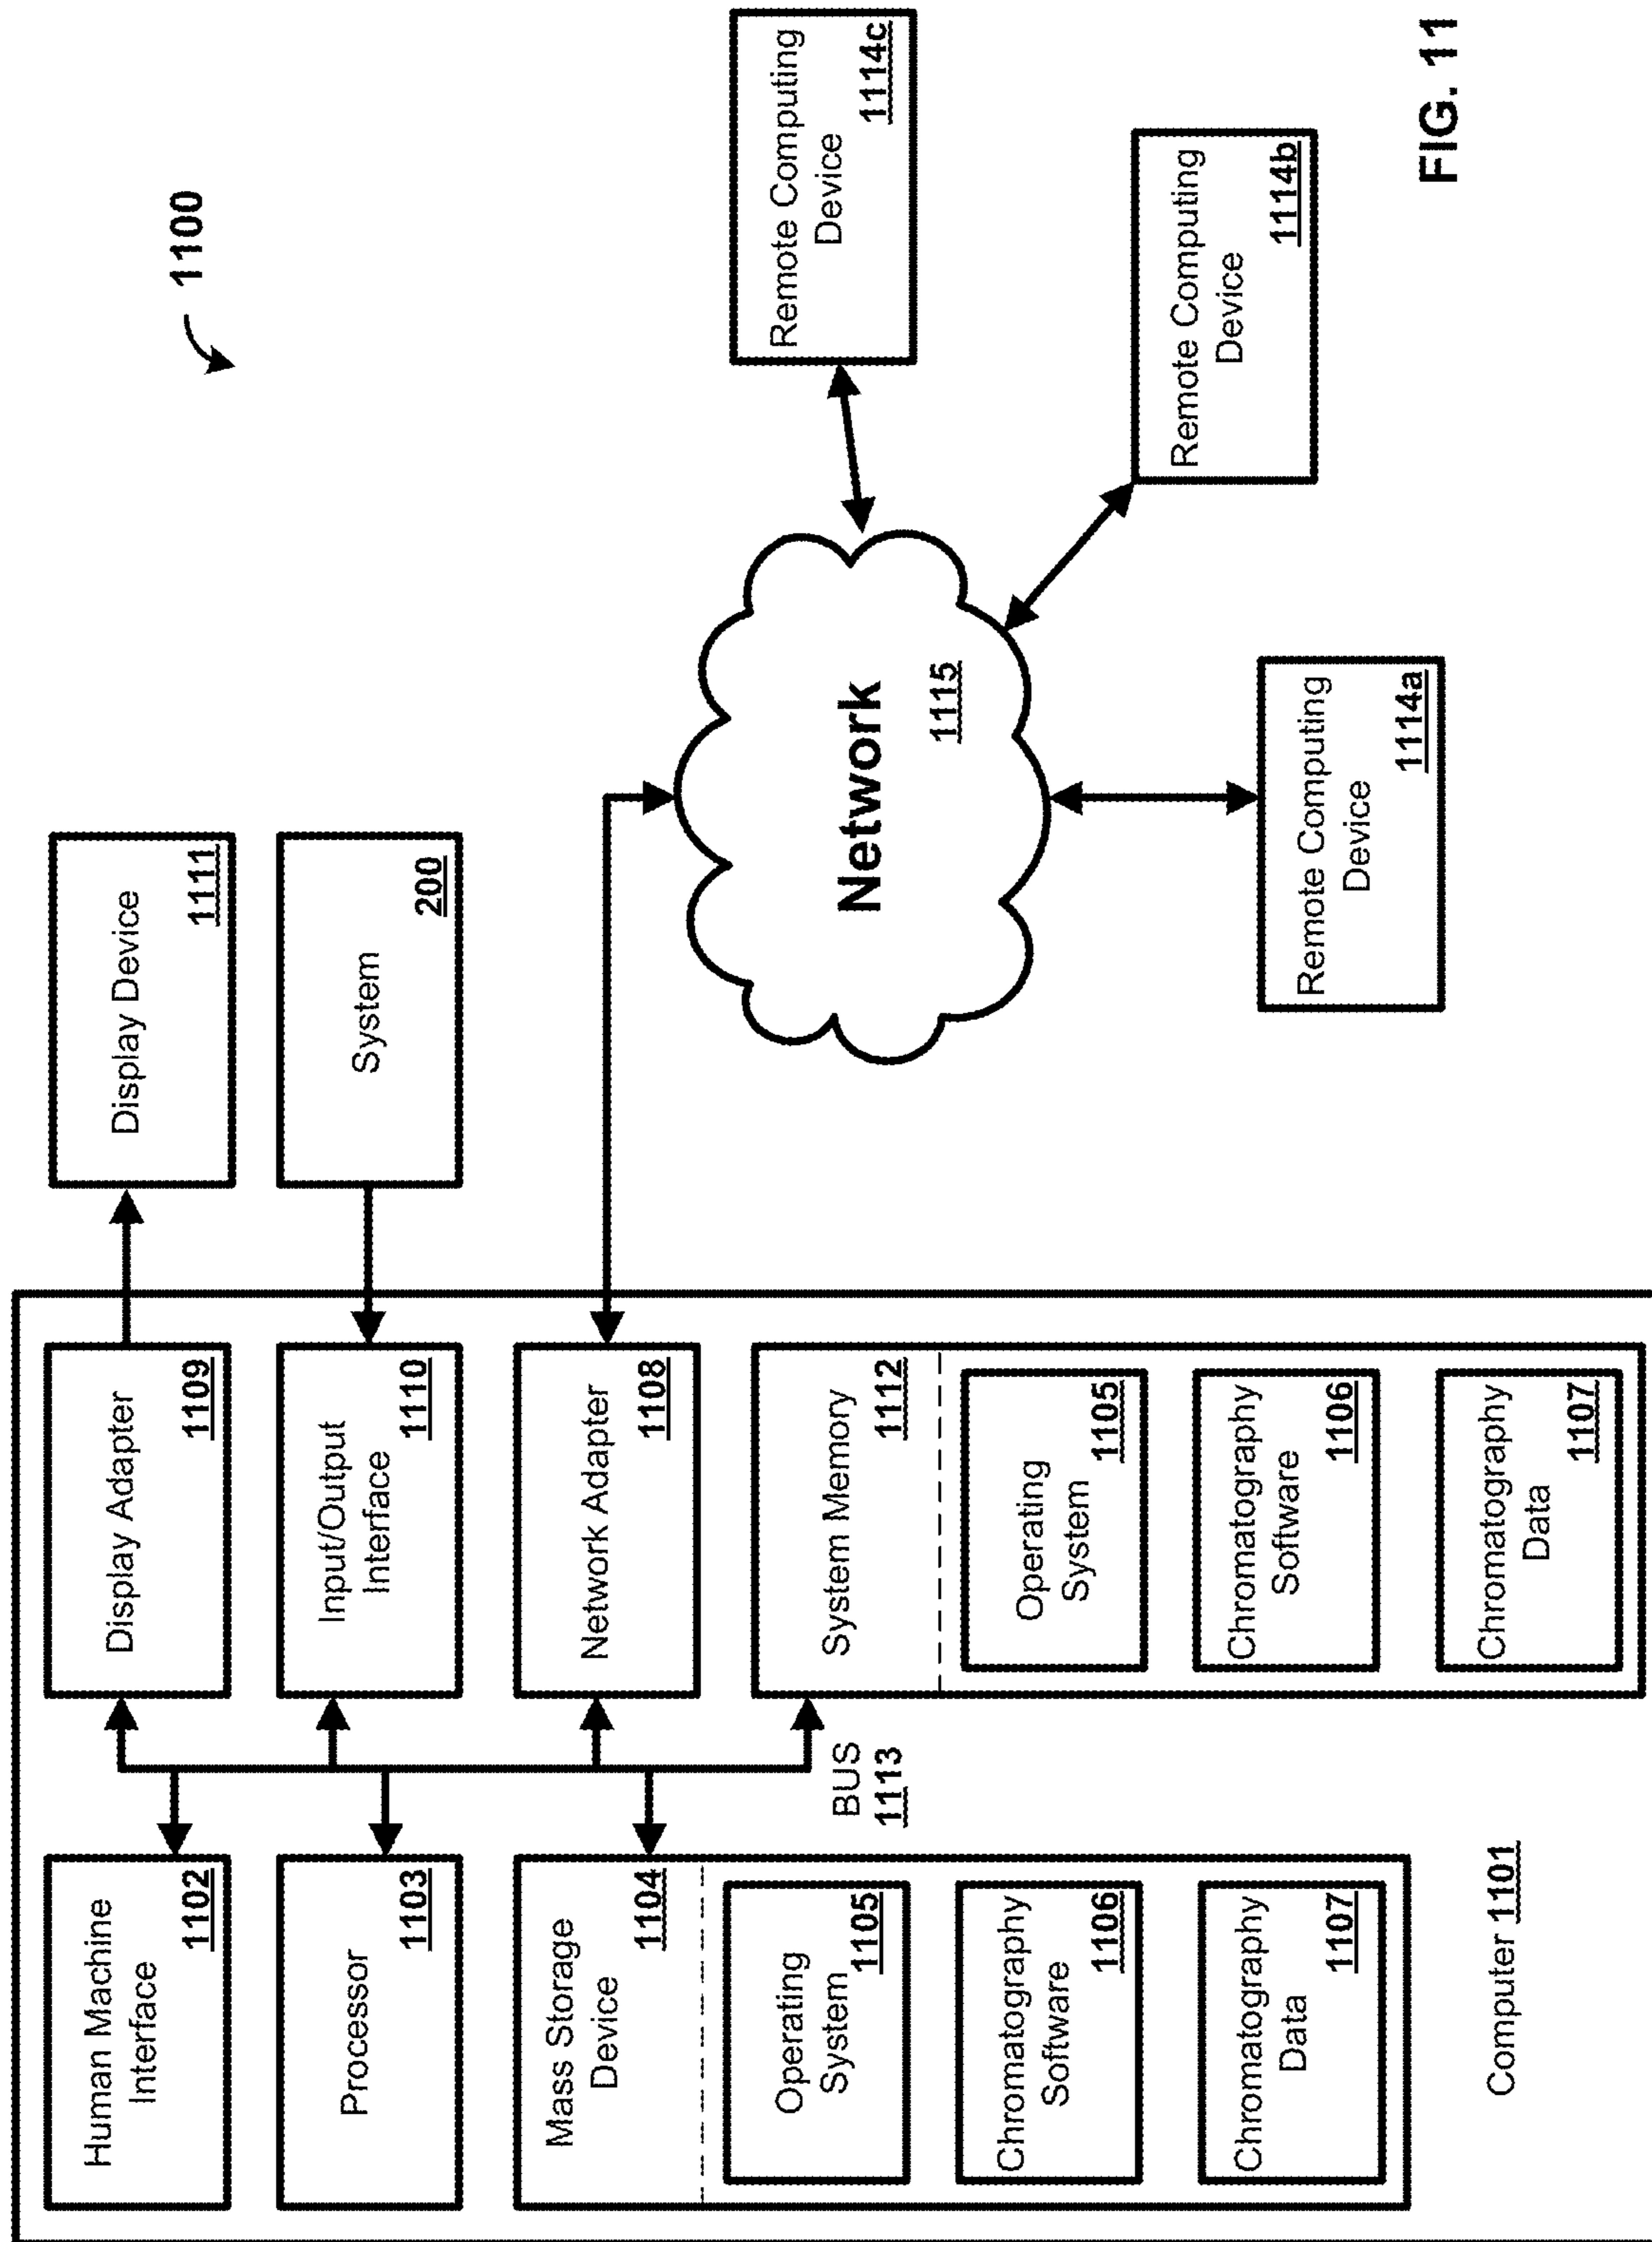 1100
Human Machine
Interface
1102
Processor
1103
Mass Storage
Device
1104
Operating
System
1105
Chromatography
Software
1106
Chromatography
Data
1107
Computer 1101
BUS
1113
Display Adapter
1109
Input/Output
Interface
1110
Network Adapter
1108
System Memory
1112
Operating
System
1105
Chromatography
Software
1106
Chromatography
Data
1107
Display Device
1111
System
200
Network
1115
Remote Computing
Device
1114a
Remote Computing
Device
1114b
Remote Computing
Device
1114c
FIG. 11